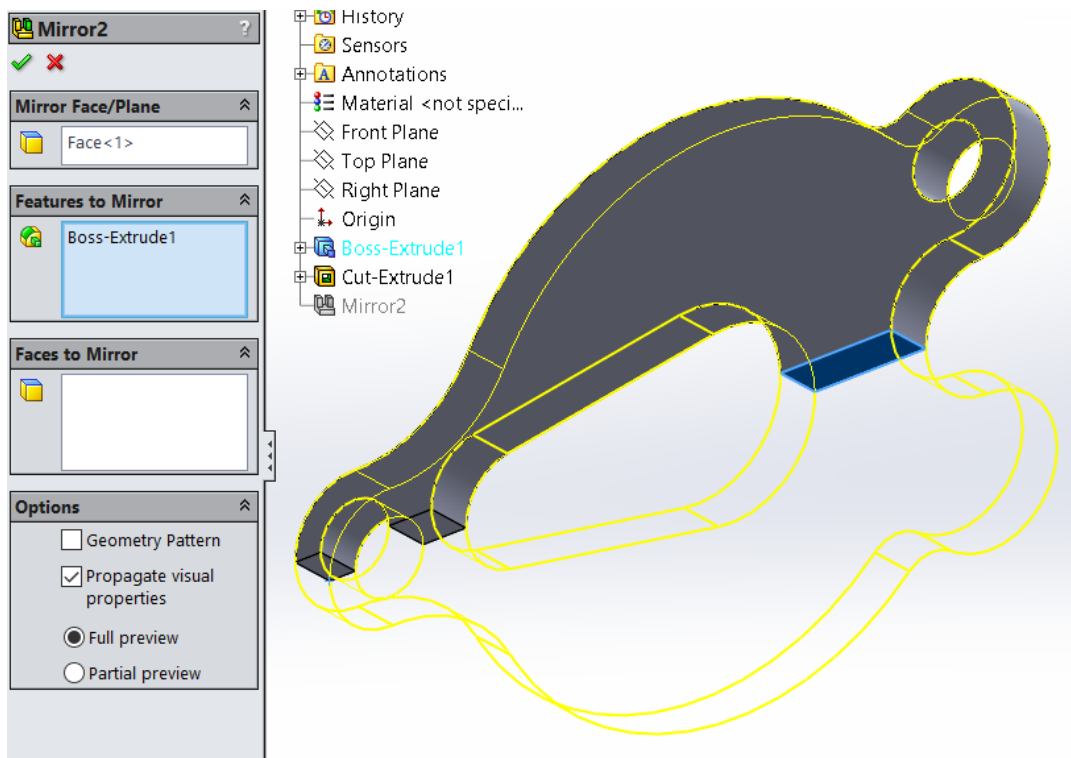 Mirror2 ?
Mirror Face/Plane
Face<1>
Features to Mirror
Boss-Extrude1
Faces to Mirror
Options
Geometry Pattern
Propagate visual
properties
Full preview
Partial preview
History
Sensors
A Annotations
Material <not speci...
Front Plane
Top Plane
Right Plane
Origin
Boss-Extrude1
Cut-Extrude1
Mirror2